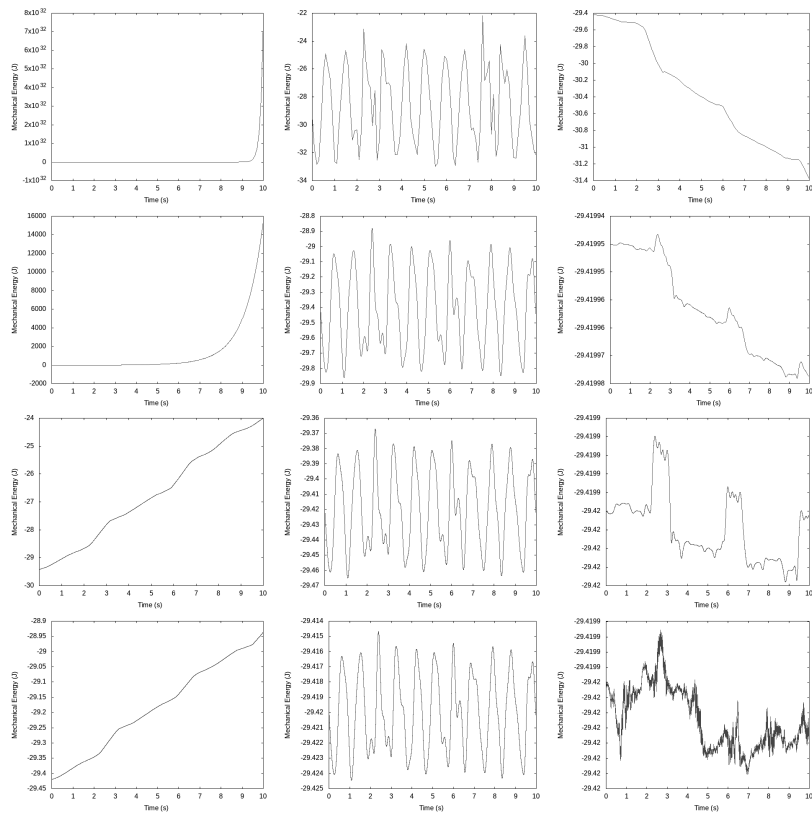 8x10^32
7x10^32
6x10^32
5x10^32
4x10^32
3x10^32
2x10^32
1x10^32
0
-1x10^32
Mechanical Energy (J)
0 1 2 3 4 5 6 7 8 9 10
Time (s)
-22
-24
-26
-28
-30
-32
-34
Mechanical Energy (J)
0 1 2 3 4 5 6 7 8 9 10
Time (s)
-29.4
-29.6
-29.8
-30
-30.2
-30.4
-30.6
-30.8
-31
-31.2
-31.4
Mechanical Energy (J)
0 1 2 3 4 5 6 7 8 9 10
Time (s)
16000
14000
12000
10000
8000
6000
4000
2000
0
-2000
Mechanical Energy (J)
0 1 2 3 4 5 6 7 8 9 10
Time (s)
-28.8
-28.9
-29
-29.1
-29.2
-29.3
-29.4
-29.5
-29.6
-29.7
-29.8
-29.9
Mechanical Energy (J)
0 1 2 3 4 5 6 7 8 9 10
Time (s)
-29.41994
-29.41995
-29.41995
-29.41996
-29.41996
-29.41997
-29.41997
-29.41998
Mechanical Energy (J)
0 1 2 3 4 5 6 7 8 9 10
Time (s)
-24
-25
-26
-27
-28
-29
-30
Mechanical Energy (J)
0 1 2 3 4 5 6 7 8 9 10
Time (s)
-29.36
-29.37
-29.38
-29.39
-29.4
-29.41
-29.42
-29.43
-29.44
-29.45
-29.46
-29.47
Mechanical Energy (J)
0 1 2 3 4 5 6 7 8 9 10
Time (s)
-29.4199
-29.4199
-29.4199
-29.4199
-29.42
-29.42
-29.42
Mechanical Energy (J)
0 1 2 3 4 5 6 7 8 9 10
Time (s)
-28.9
-28.95
-29
-29.05
-29.1
-29.15
-29.2
-29.25
-29.3
-29.35
-29.4
-29.45
Mechanical Energy (J)
0 1 2 3 4 5 6 7 8 9 10
Time (s)
-29.414
-29.415
-29.416
-29.417
-29.418
-29.419
-29.42
-29.421
-29.422
-29.423
-29.424
-29.425
Mechanical Energy (J)
0 1 2 3 4 5 6 7 8 9 10
Time (s)
-29.4199
-29.4199
-29.4199
-29.4199
-29.42
-29.42
-29.42
-29.42
Mechanical Energy (J)
0 1 2 3 4 5 6 7 8 9 10
Time (s)